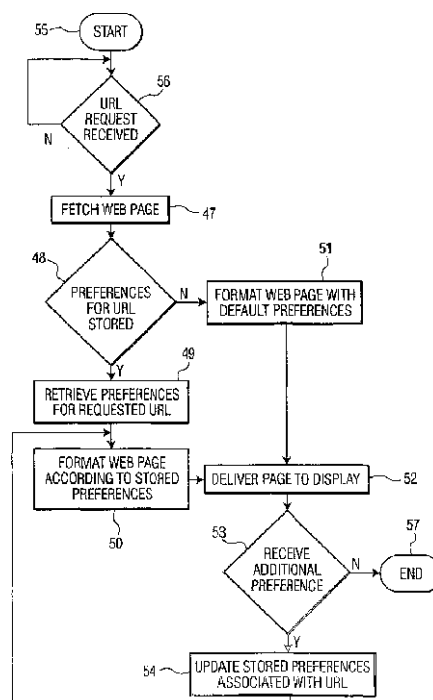 55
START
56
URL
REQUEST
RECEIVED
N
Y
FETCH WEB PAGE
47
48
PREFERENCES
FOR URL
STORED
N
Y
51
FORMAT WEB PAGE WITH
DEFAULT PREFERENCES
49
RETRIEVE PREFERENCES
FOR REQUESTED URL
FORMAT WEB PAGE
ACCORDING TO STORED
PREFERENCES
50
DELIVER PAGE TO DISPLAY
52
53
RECEIVE
ADDITIONAL
PREFERENCE
N
57
END
Y
54
UPDATE STORED PREFERENCES
ASSOCIATED WITH URL